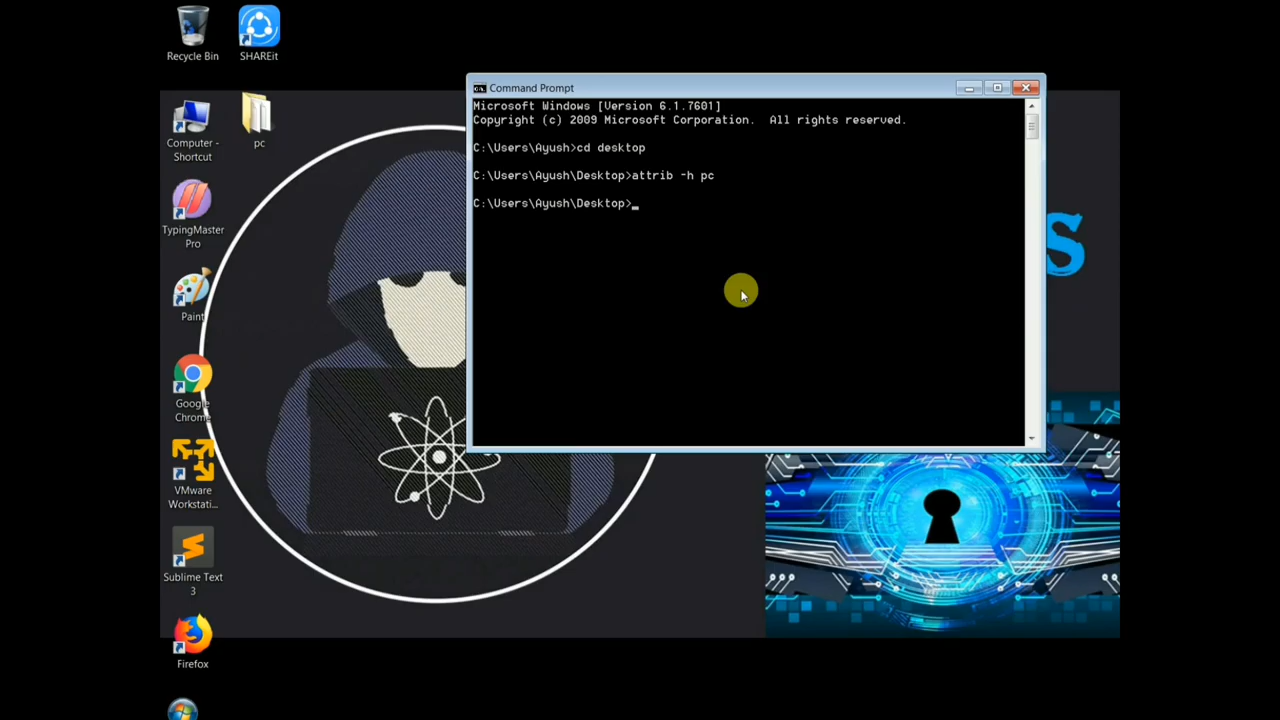 Recycle Bin
SHAREit
Computer -
Shortcut
pc
TypingMaster
Pro
Paint
Google
Chrome
VMware
Workstati...
Sublime Text
3
Firefox
Command Prompt
Microsoft Windows [Version 6.1.7601]
Copyright (c) 2009 Microsoft Corporation.  All rights reserved.
C:\Users\Ayush>cd desktop
C:\Users\Ayush\Desktop>attrib -h pc
C:\Users\Ayush\Desktop>_
S